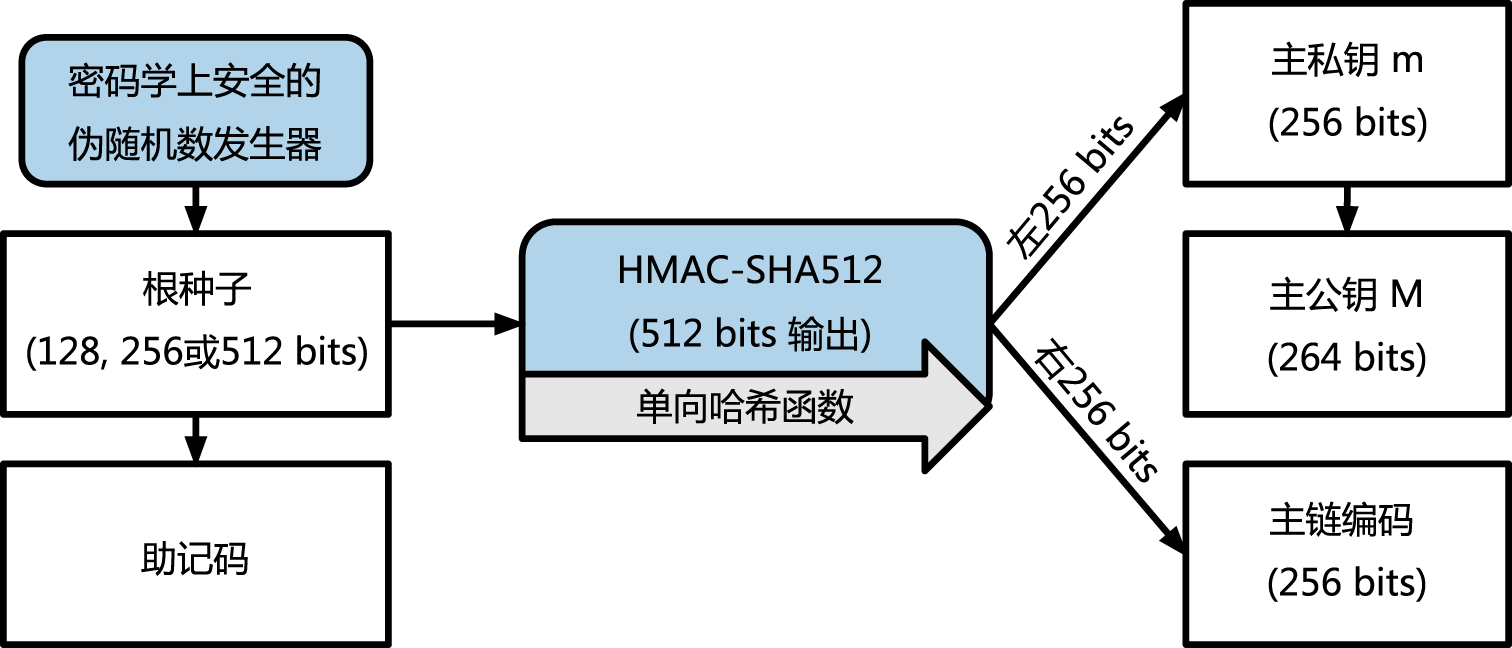 密码学上安全的
伪随机数发生器
根种子
(128, 256或512 bits)
助记码
HMAC-SHA512
(512 bits 输出)
单向哈希函数
左256 bits
右256 bits
主私钥 m
(256 bits)
主公钥 M
(264 bits)
主链编码
(256 bits)